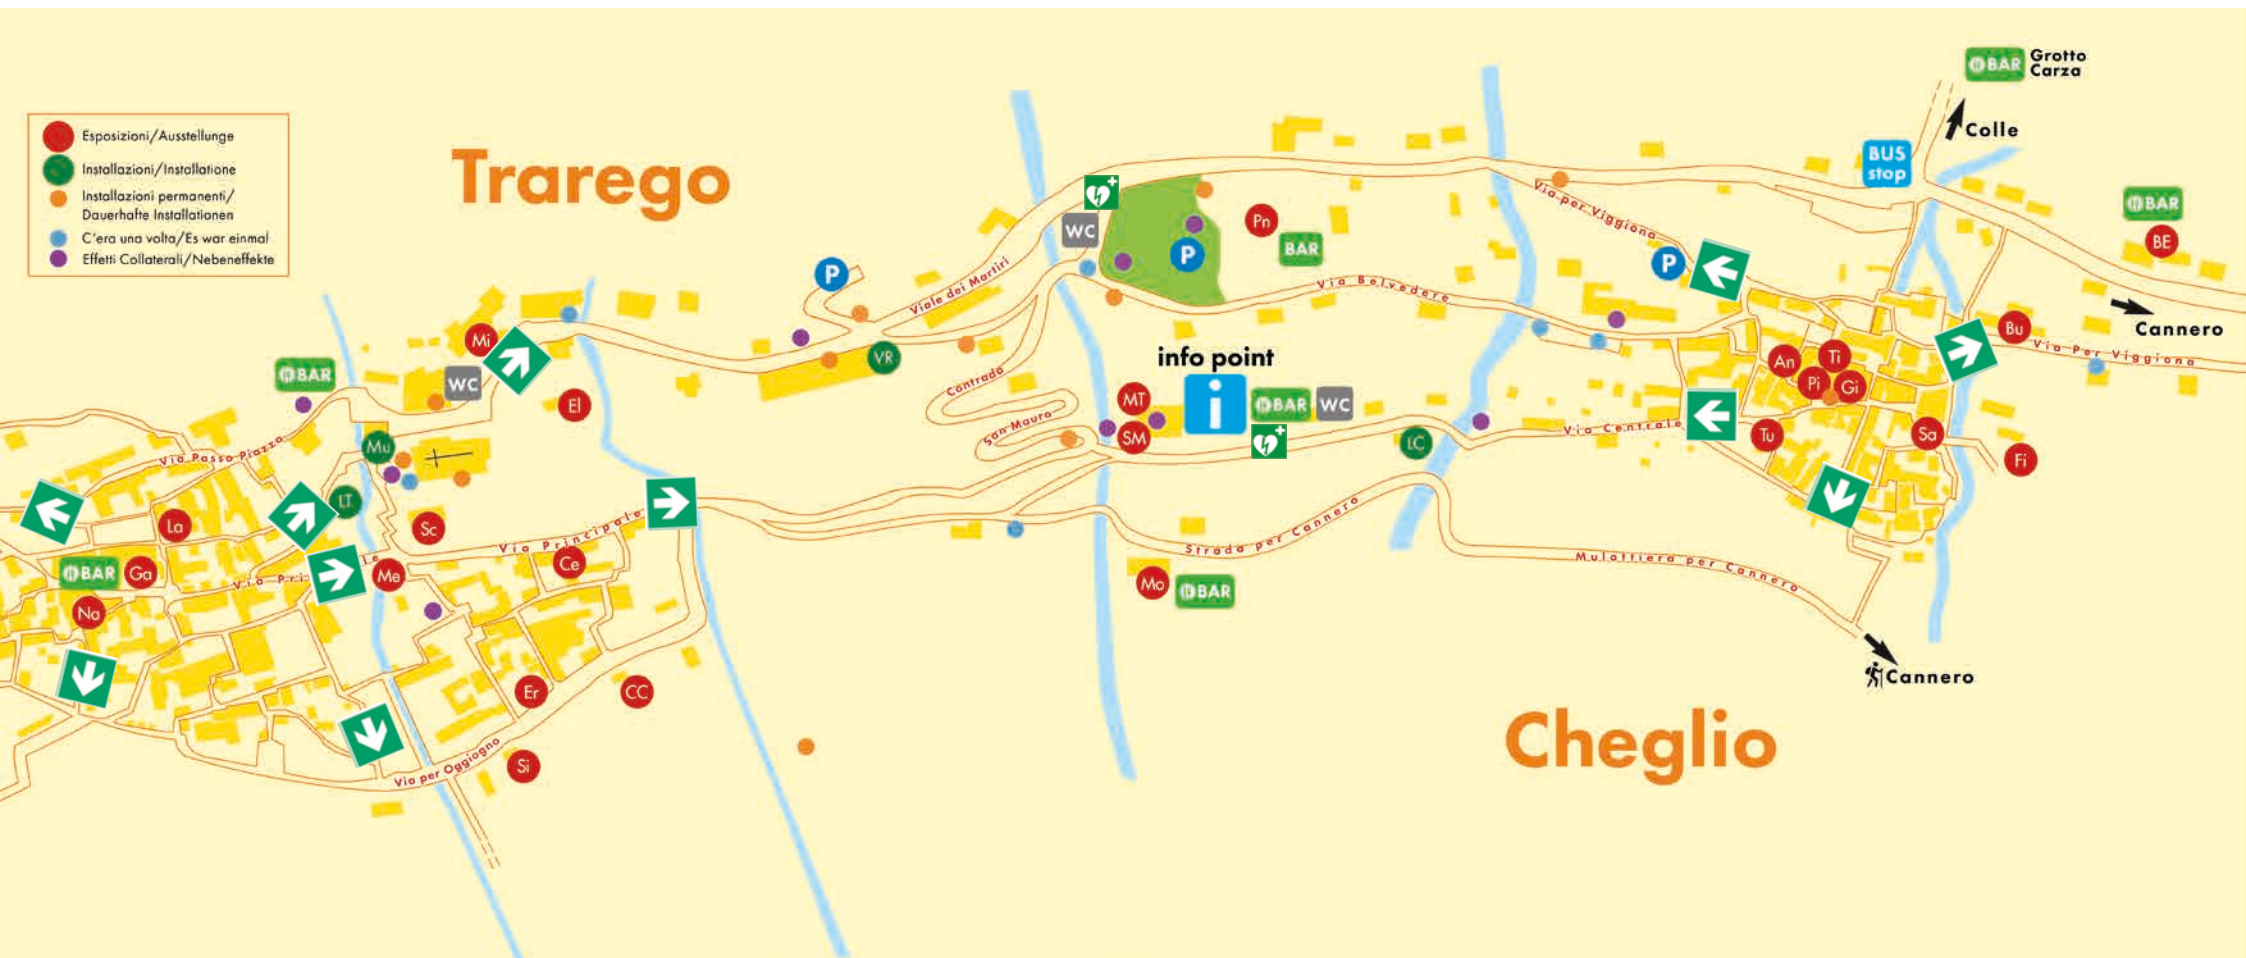 Esposizioni/Ausstellunge
Installazioni/Installatione
Installazioni permanenti/
Dauerhafte Installationen
C'era una volta/Es war einmal
Effetti Collaterali/Nebeneffekte
Trarego
BAR
Grotto
Carza
Colle
BUS
stop
BAR
BE
Cannero
WC
P
Pn
BAR
Via per Viggiona
P
P
Viale dei Martiri
Via Belvedere
Bu
Via Per Viggiona
Mi
BAR
WC
El
VR
Contrada
San Mauro
info point
i
MT
SM
BAR
WC
LC
Via Centrale
An
Ti
Pi
Gi
Tu
Sa
Fi
Via Passo Piazza
Mu
LT
La
Sc
Via Principale
Ce
BAR
Ga
Na
Via Pri
le
Me
Strada per Cannero
Mo
BAR
Mulattiera per Cannero
Cannero
Er
CC
Si
Via per Oggiogno
Cheglio